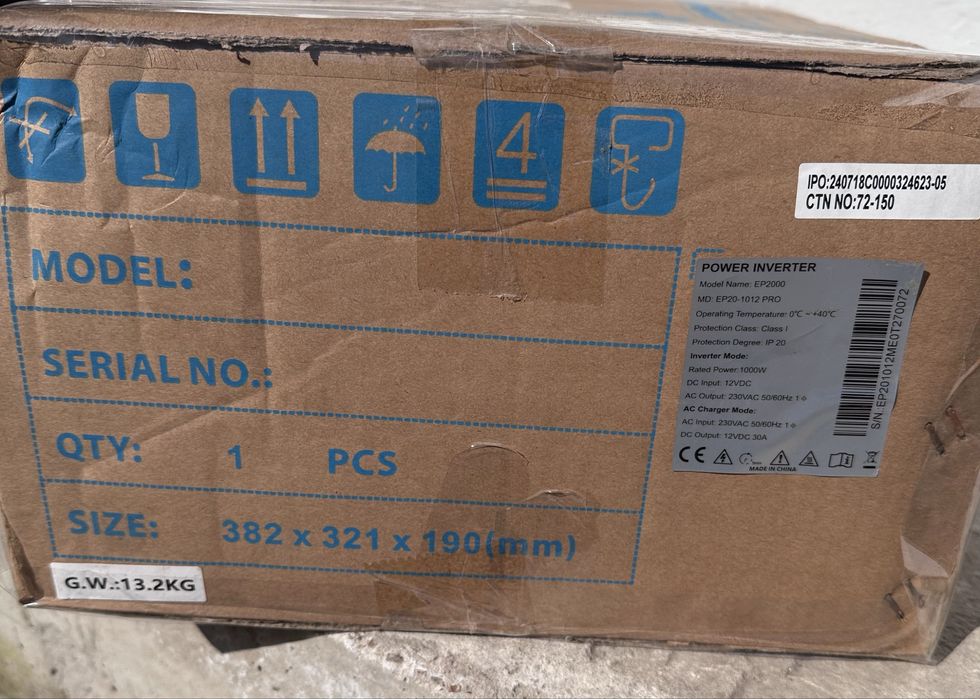 4
IPO:240718C0000324623-05
CTN NO:72-150
MODEL:
SERIAL NO.:
QTY: 1 PCS
SIZE: 382 x 321 x 190(mm)
G.W.:13.2KG
POWER INVERTER
Model Name: EP2000
MD: EP20-1012 PRO
Operating Temperature: 0℃ ~ +40℃
Protection Class: Class I
Protection Degree: IP 20
Inverter Mode:
Rated Power:1000W
DC Input: 12VDC
AC Output: 230VAC 50/60Hz 1⌀
AC Charger Mode:
AC Input: 230VAC 50/60Hz 1⌀
DC Output: 12VDC 30A
CE
MADE IN CHINA
S/N: EP201012ME0T270072